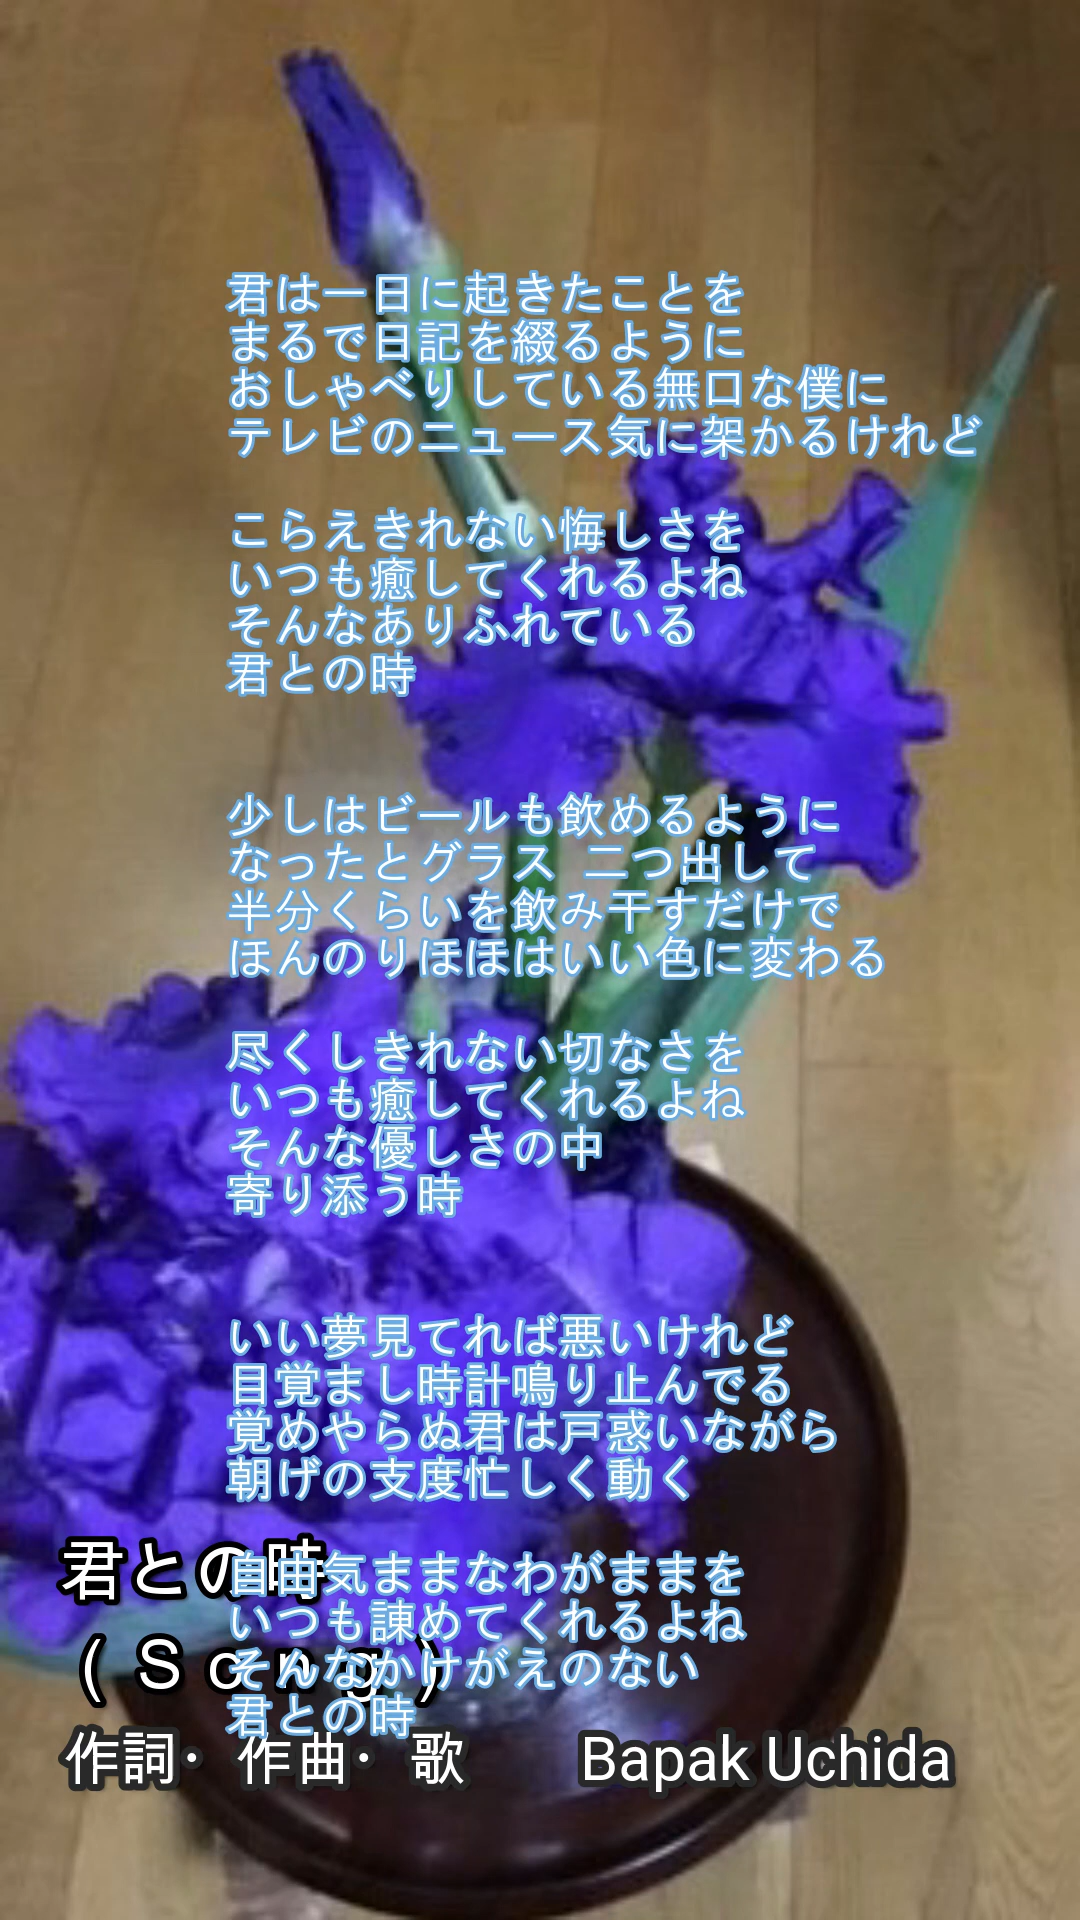 君は一日に起きたことを
まるで日記を綴るように
おしゃべりしている無口な僕に
テレビのニュース気に架かるけれど
こらえきれない悔しさを
いつも癒してくれるよね
そんなありふれている
君との時
少しはビールも飲めるように
なったとグラス 二つ出して
半分くらいを飲み干すだけで
ほんのりほほはいい色に変わる
尽くしきれない切なさを
いつも癒してくれるよね
そんな優しさの中
寄り添う時
いい夢見てれば悪いけれど
目覚まし時計鳴り止んでる
覚めやらぬ君は戸惑いながら
朝げの支度忙しく動く
自由気ままなわがままを
いつも諌めてくれるよね
そんなかけがえのない
君との時
君との時
(Song)
作詞・作曲・歌 Bapak Uchida